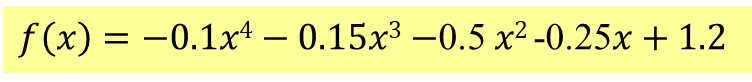 f(x) = −0.1x⁴ − 0.15x³ −0.5 x² -0.25x + 1.2